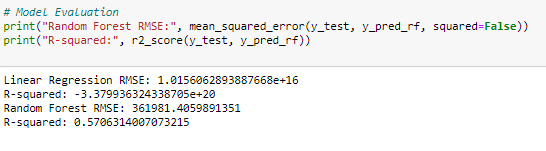 # Model Evaluation
print("Random Forest RMSE:", mean_squared_error(y_test, y_pred_rf, squared=False))
print("R-squared:", r2_score(y_test, y_pred_rf))
Linear Regression RMSE: 1.0156062893887668e+16
R-squared: -3.379936324338705e+20
Random Forest RMSE: 361981.4059891351
R-squared: 0.5706314007073215